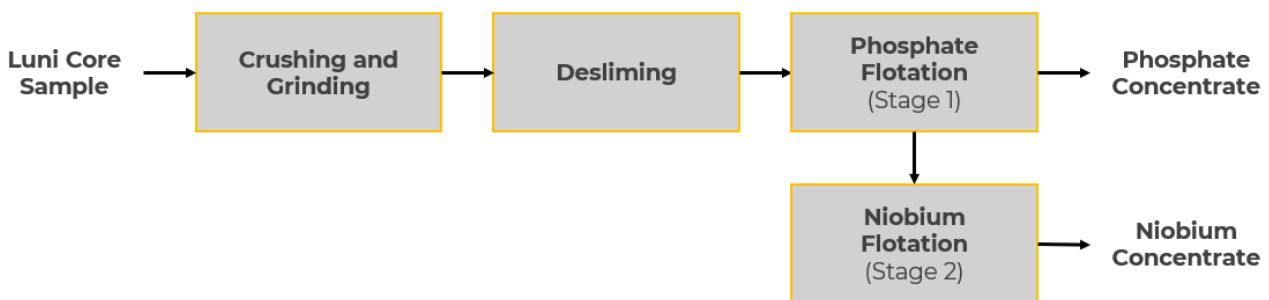 Luni Core
Sample
Crushing and
Grinding
Desliming
Phosphate
Flotation
(Stage 1)
Phosphate
Concentrate
Niobium
Flotation
(Stage 2)
Niobium
Concentrate